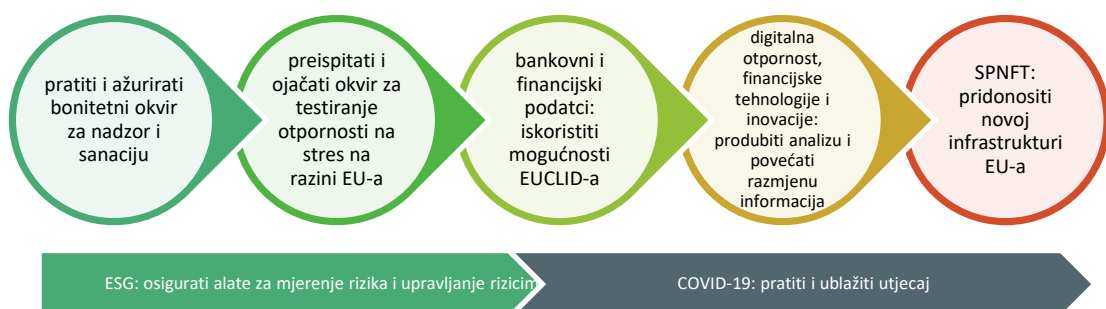 pratiti i ažurirati
bonitetni okvir
za nadzor i
sanaciju
preispitati i
ojačati okvir za
testiranje
otpornosti na
stres na
razini EU-a
bankovni i
financijski
podatci:
iskoristiti
mogućnosti
EUCLID-a
digitalna
otpornost,
financijske
tehnologije i
inovacije:
produbiti analizu i
povećati
razmjenu
informacija
SPNFT:
pridonositi
novoj
infrastrukturi
EU-a
ESG: osigurati alate za mjerenje rizika i upravljanje rizicim
COVID-19: pratiti i ublažiti utjecaj